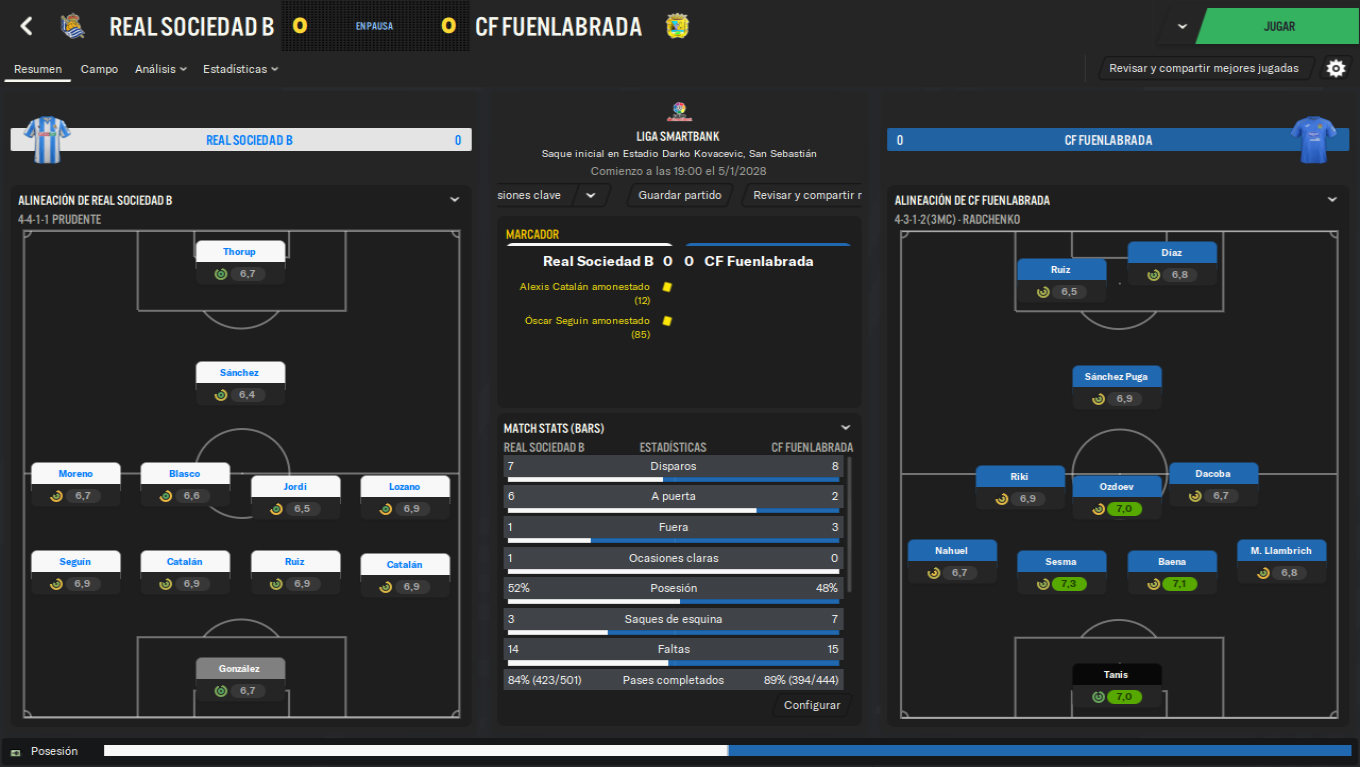 REAL SOCIEDAD B
0
EN PAUSA
0
CF FUENLABRADA
JUGAR
Resumen
Campo
Análisis
Estadísticas
Revisar y compartir mejores jugadas
REAL SOCIEDAD B
0
LIGA SMARTBANK
Saque inicial en Estadio Darko Kovacevic, San Sebastián
Comienzo a las 19:00 el 5/1/2028
siones clave
Guardar partido
Revisar y compartir r
0
CF FUENLABRADA
ALINEACIÓN DE REAL SOCIEDAD B
4-4-1-1 PRUDENTE
Thorup
6,7
Sánchez
6,4
Moreno
6,7
Blasco
6,6
Jordi
6,5
Lozano
6,9
Seguín
6,9
Catalán
6,9
Ruiz
6,9
Catalán
6,9
González
6,7
MARCADOR
Real Sociedad B 0 0 CF Fuenlabrada
Alexis Catalán amonestado
(12)
Óscar Seguín amonestado
(85)
MATCH STATS (BARS)
REAL SOCIEDAD B ESTADÍSTICAS CF FUENLABRADA
7 Disparos 8
6 A puerta 2
1 Fuera 3
1 Ocasiones claras 0
52% Posesión 48%
3 Saques de esquina 7
14 Faltas 15
84% (423/501) Pases completados 89% (394/444)
Configurar
ALINEACIÓN DE CF FUENLABRADA
4-3-1-2(3MC) - RADCHENKO
Díaz
6,8
Ruiz
6,5
Sánchez Puga
6,9
Riki
6,9
Ozdoev
7,0
Dacoba
6,7
Nahuel
6,7
Sesma
7,3
Baena
7,1
M. Llambrich
6,8
Tanis
7,0
Posesión